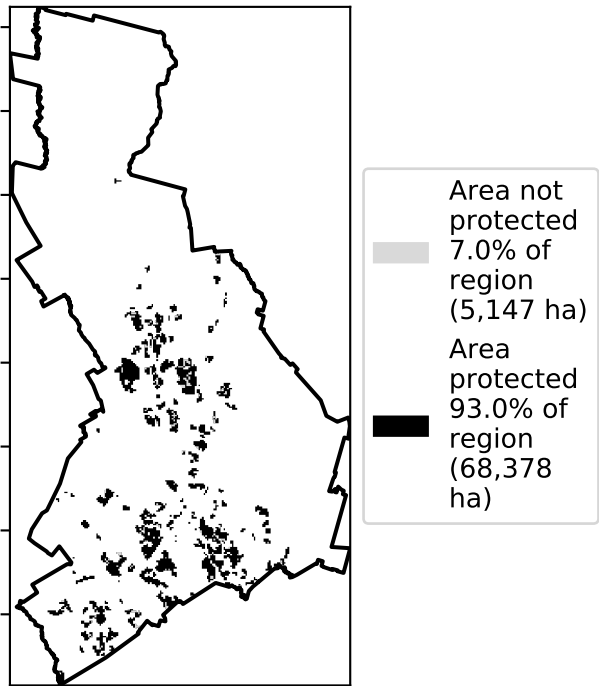 Area not
protected
7.0% of
region
(5,147 ha)
Area
protected
93.0% of
region
(68,378
ha)